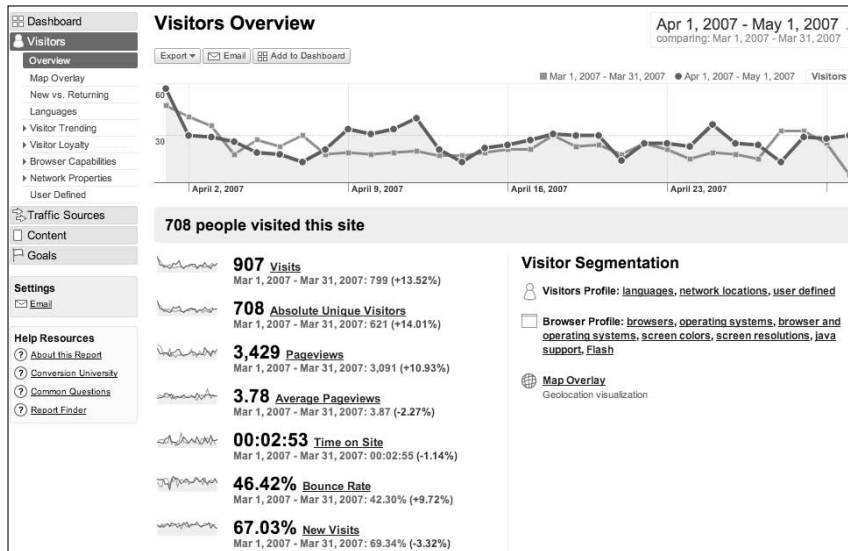 Dashboard
Visitors
Overview
Map Overlay
New vs. Returning
Languages
Visitor Trending
Visitor Loyalty
Browser Capabilities
Network Properties
User Defined
Traffic Sources
Content
Goals
Settings
Email
Help Resources
About this Report
Conversion University
Common Questions
Report Finder
Visitors Overview
Apr 1, 2007 - May 1, 2007
comparing: Mar 1, 2007 - Mar 31, 2007
Export Email Add to Dashboard
Mar 1, 2007 - Mar 31, 2007 Apr 1, 2007 - May 1, 2007 Visitors
60
30
April 2, 2007 April 9, 2007 April 16, 2007 April 23, 2007
708 people visited this site
907 Visits
Mar 1, 2007 - Mar 31, 2007: 799 (+13.52%)
708 Absolute Unique Visitors
Mar 1, 2007 - Mar 31, 2007: 621 (+14.01%)
3,429 Pageviews
Mar 1, 2007 - Mar 31, 2007: 3,091 (+10.93%)
3.78 Average Pageviews
Mar 1, 2007 - Mar 31, 2007: 3.87 (-2.27%)
00:02:53 Time on Site
Mar 1, 2007 - Mar 31, 2007: 00:02:55 (-1.14%)
46.42% Bounce Rate
Mar 1, 2007 - Mar 31, 2007: 42.30% (+9.72%)
67.03% New Visits
Mar 1, 2007 - Mar 31, 2007: 69.34% (-3.32%)
Visitor Segmentation
Visitors Profile: languages, network locations, user defined
Browser Profile: browsers, operating systems, browser and
operating systems, screen colors, screen resolutions, java
support, Flash
Map Overlay
Geolocation visualization